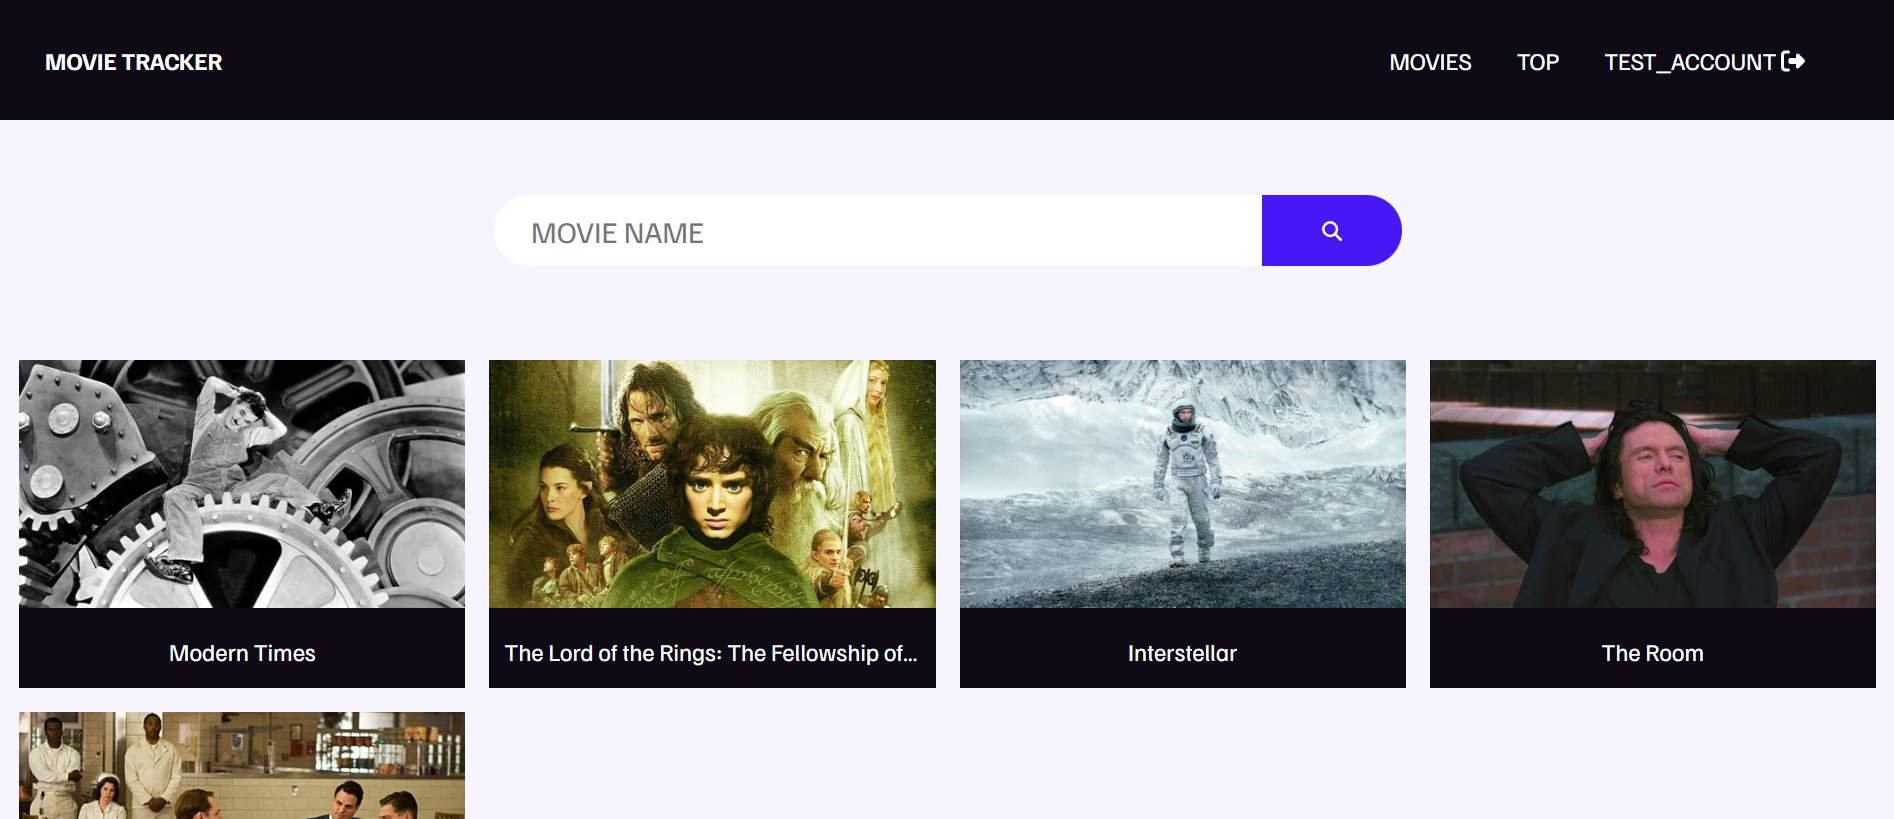 MOVIE TRACKER
MOVIES
TOP
TEST_ACCOUNT
MOVIE NAME
Modern Times
The Lord of the Rings: The Fellowship of...
Interstellar
The Room